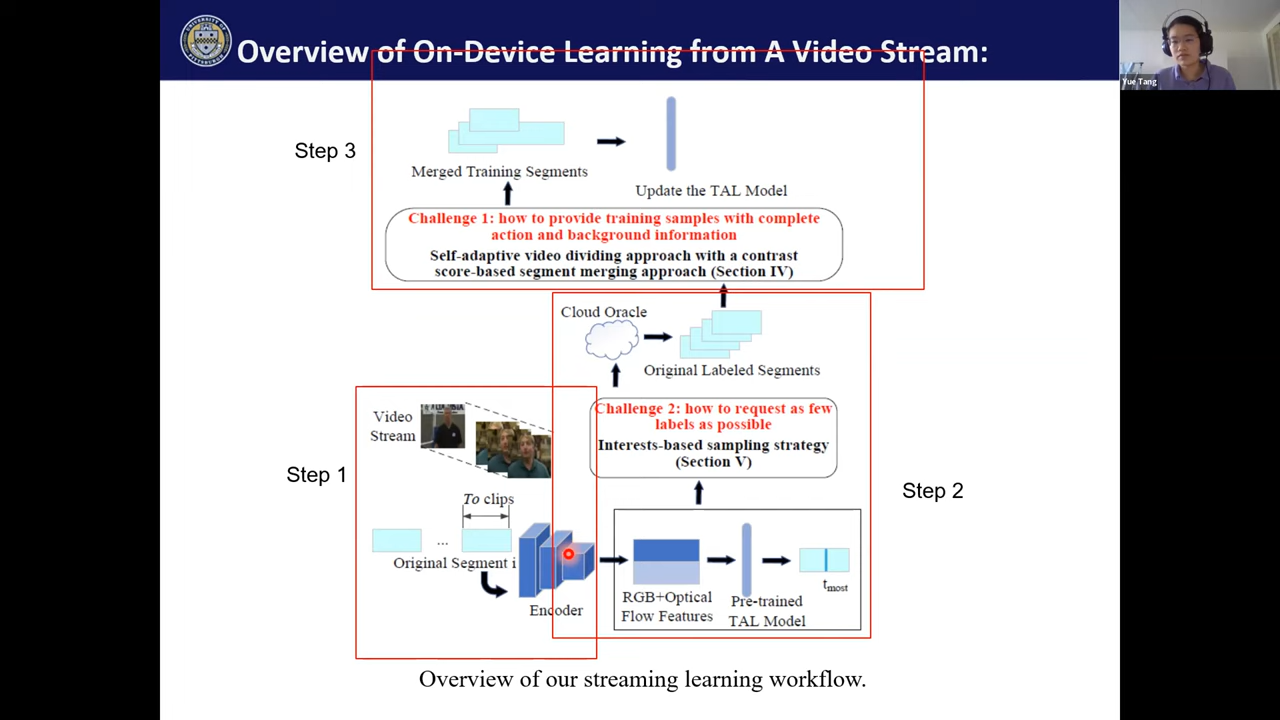 UNIVERSITY OF
PITTSBURGH
Overview of On-Device Learning from A Video Stream:
Yue Tang
Step 3
Merged Training Segments
Update the TAL Model
Challenge 1: how to provide training samples with complete
action and background information
Self-adaptive video dividing approach with a contrast
score-based segment merging approach (Section IV)
Cloud Oracle
Original Labeled Segments
Challenge 2: how to request as few
labels as possible
Interests-based sampling strategy
(Section V)
Step 2
Step 1
Video
Stream
To clips
...
Original Segment i
Encoder
RGB+Optical
Flow Features
Pre-trained
TAL Model
tmost
Overview of our streaming learning workflow.